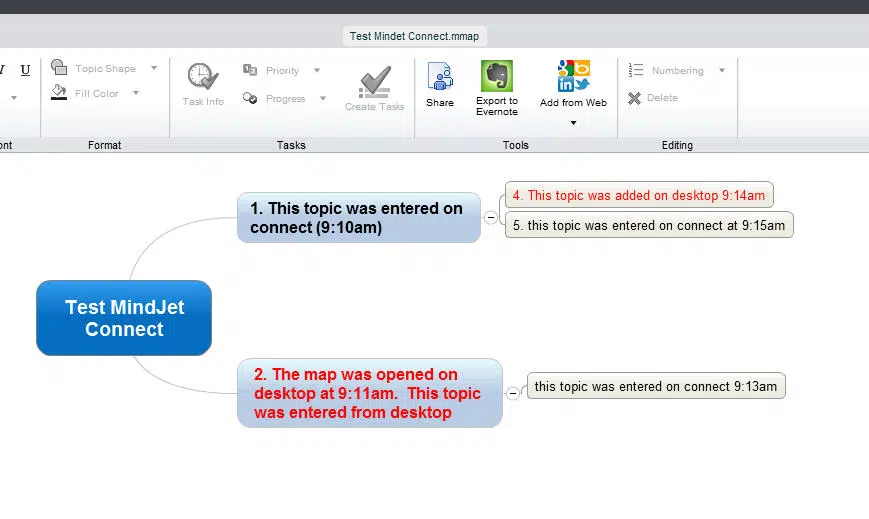 Test Mindet Connect.mmap
I U
Topic Shape
Fill Color
Task Info
Priority
Progress
Create Tasks
Share
Export to
Evernote
Add from Web
Numbering
Delete
ont
Format
Tasks
Tools
Editing
1. This topic was entered on
connect (9:10am)
4. This topic was added on desktop 9:14am
5. this topic was entered on connect at 9:15am
Test MindJet
Connect
2. The map was opened on
desktop at 9:11am.  This topic
was entered from desktop
this topic was entered on connect 9:13am